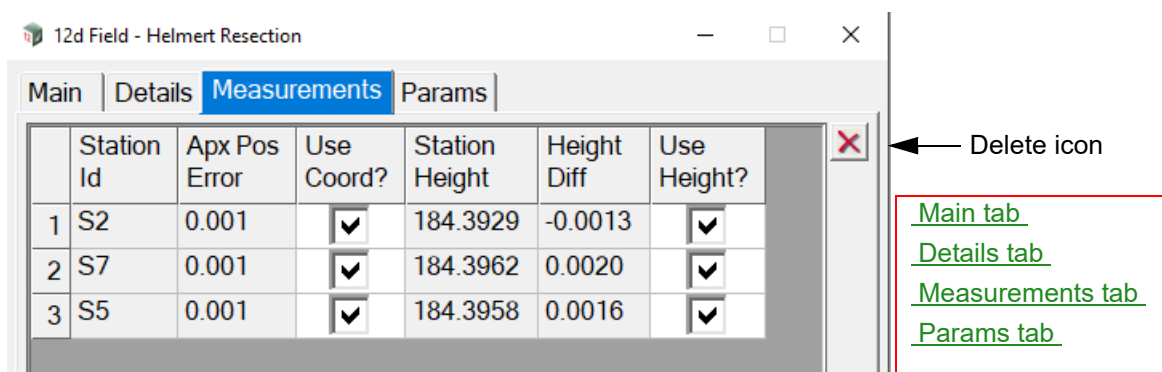 12d Field - Helmert Resection
Main Details Measurements Params
Station Id Apx Pos Error Use Coord? Station Height Height Diff Use Height?
1 S2 0.001 184.3929 -0.0013
2 S7 0.001 184.3962 0.0020
3 S5 0.001 184.3958 0.0016
Delete icon
Main tab
Details tab
Measurements tab
Params tab